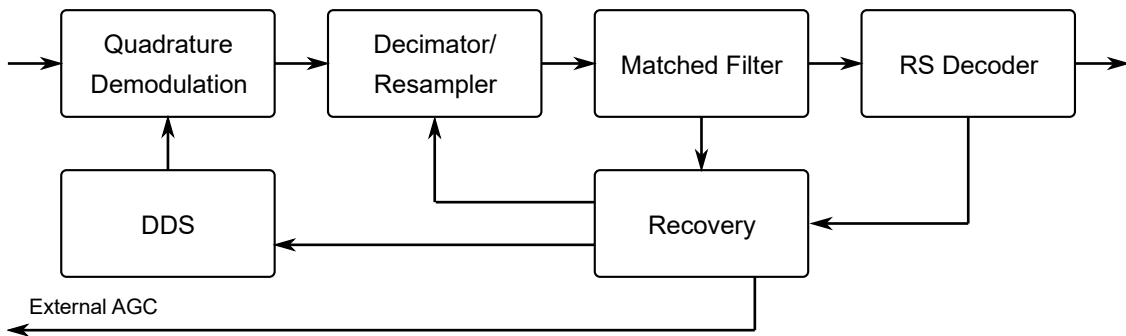 Quadrature
Demodulation
Decimator/
Resampler
Matched Filter
RS Decoder
DDS
Recovery
External AGC